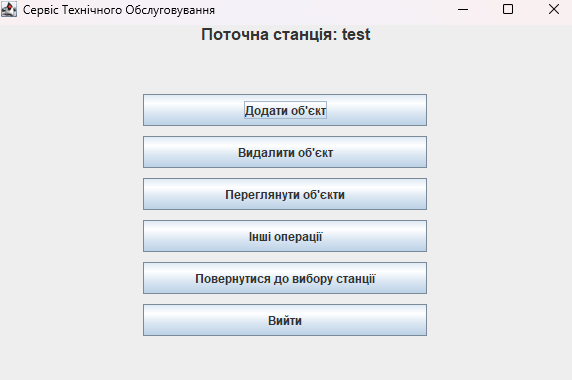 Сервіс Технічного Обслуговування
Поточна станція: test
Додати об'єкт
Видалити об'єкт
Переглянути об'єкти
Інші операції
Повернутися до вибору станції
Вийти